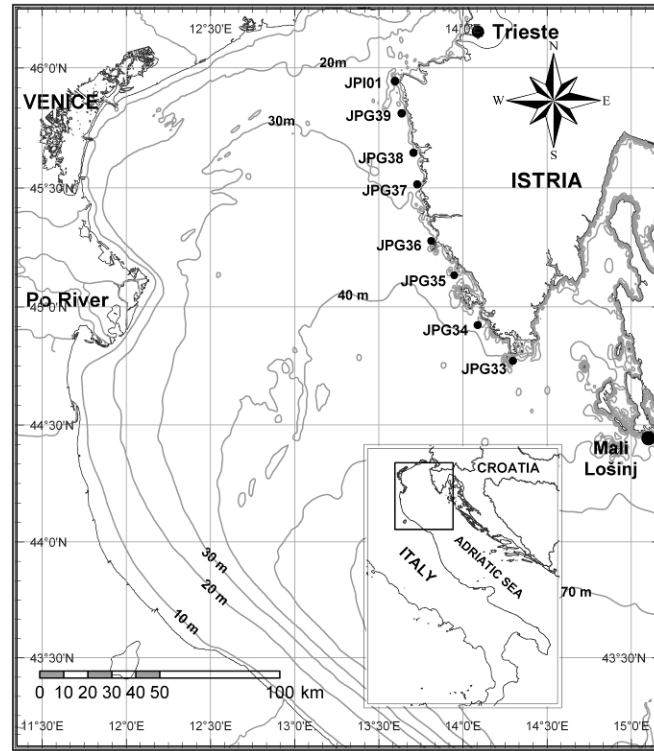 12°30'E
14°0'E
Trieste
46°0'N
20m
N
JPI01
VENICE
W
E
JPG39
30m
S
JPG38
ISTRIA
45°30'N
JPG37
JPG36
JPG35
Po River
45°0'N
40 m
JPG34
JPG33
44°30'N
Mali
Lošinj
CROATIA
ADRIATIC SEA
ITALY
44°0'N
70 m
30 m
20 m
10 m
43°30'N
0 10 20 30 40 50 100 km
11°30'E 12°0'E 12°30'E 13°0'E 13°30'E 14°0'E 14°30'E 15°0'E